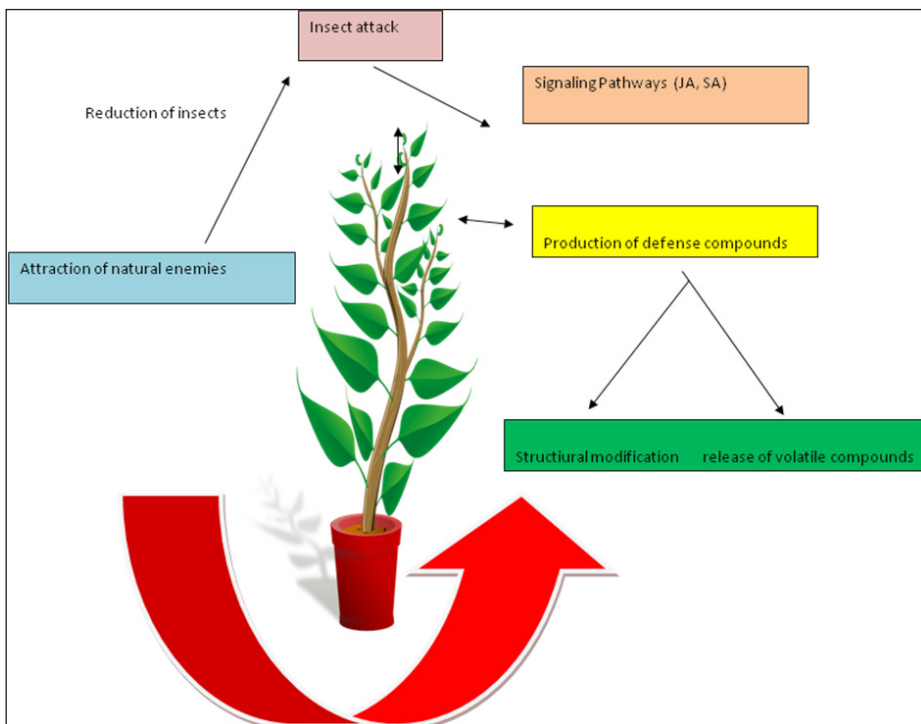 Insect attack
Signaling Pathways (JA, SA)
Reduction of insects
Production of defense compounds
Attraction of natural enemies
Structiural modification release of volatile compounds